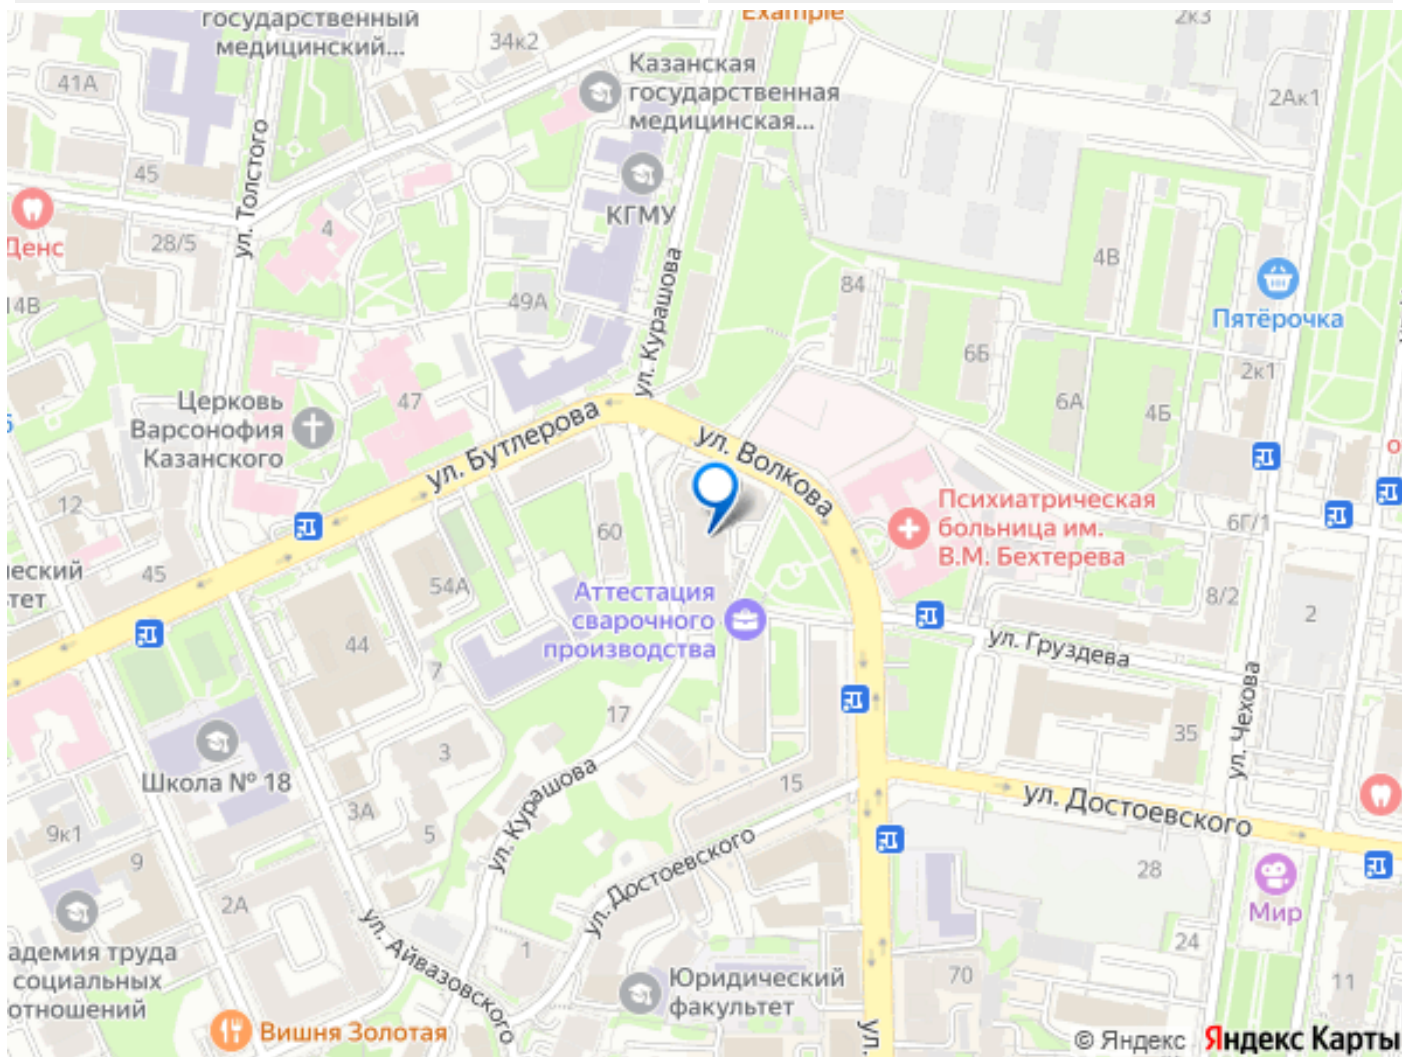 Example
государственный
медицинский...
34к2
2к3
41А
Казанская
государственная
медицинская...
2Ак1
ул. Толстого
45
КГМУ
Денс
28/5
4
ул. Курашова
4В
84
14В
49А
Пятёрочка
6Б
2к1
Церковь
Варсонофия
Казанского
47
6А
4Б
ул. Бутлерова
ул. Волкова
12
60
Психиатрическая
больница им.
В.М. Бехтерева
6Г/1
45
54А
Аттестация
сварочного
производства
8/2
2
44
ул. Груздева
7
17
ул. Чехова
35
3
Школа № 18
15
ул. Курашова
ул. Достоевского
3А
5
9к1
9
ул. Достоевского
28
2А
Мир
ул. Айвазовского
1
24
социальных
отношений
Юридический
факультет
70
11
Вишня Золотая
ул.
© Яндекс Яндекс Карты